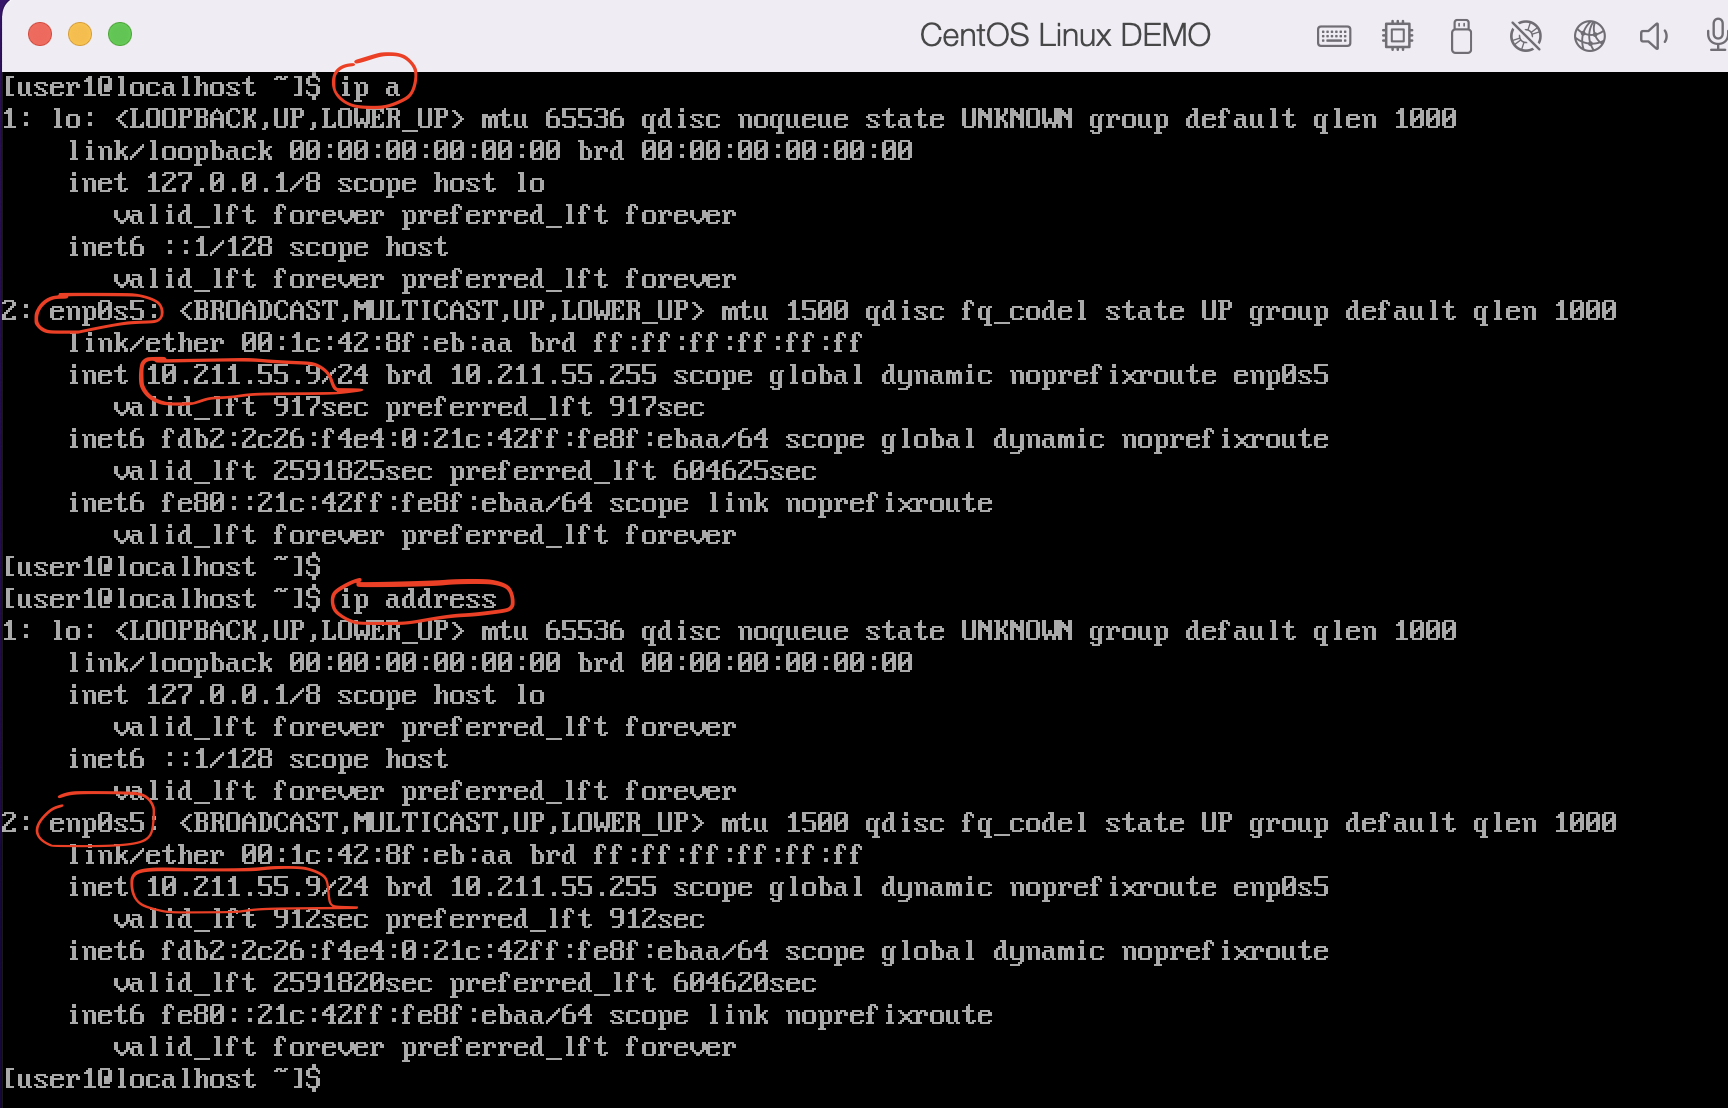 CentOS Linux DEMO
[user1@localhost ~]$ ip a
1: lo: <LOOPBACK,UP,LOWER_UP> mtu 65536 qdisc noqueue state UNKNOWN group default qlen 1000
    link/loopback 00:00:00:00:00:00 brd 00:00:00:00:00:00
    inet 127.0.0.1/8 scope host lo
       valid_lft forever preferred_lft forever
    inet6 ::1/128 scope host
       valid_lft forever preferred_lft forever
2: enp0s5: <BROADCAST,MULTICAST,UP,LOWER_UP> mtu 1500 qdisc fq_codel state UP group default qlen 1000
    link/ether 00:1c:42:8f:eb:aa brd ff:ff:ff:ff:ff:ff
    inet 10.211.55.9/24 brd 10.211.55.255 scope global dynamic noprefixroute enp0s5
       valid_lft 917sec preferred_lft 917sec
    inet6 fdb2:2c26:f4e4:0:21c:42ff:fe8f:ebaa/64 scope global dynamic noprefixroute
       valid_lft 2591825sec preferred_lft 604625sec
    inet6 fe80::21c:42ff:fe8f:ebaa/64 scope link noprefixroute
       valid_lft forever preferred_lft forever
[user1@localhost ~]$
[user1@localhost ~]$ ip address
1: lo: <LOOPBACK,UP,LOWER_UP> mtu 65536 qdisc noqueue state UNKNOWN group default qlen 1000
    link/loopback 00:00:00:00:00:00 brd 00:00:00:00:00:00
    inet 127.0.0.1/8 scope host lo
       valid_lft forever preferred_lft forever
    inet6 ::1/128 scope host
       valid_lft forever preferred_lft forever
2: enp0s5: <BROADCAST,MULTICAST,UP,LOWER_UP> mtu 1500 qdisc fq_codel state UP group default qlen 1000
    link/ether 00:1c:42:8f:eb:aa brd ff:ff:ff:ff:ff:ff
    inet 10.211.55.9/24 brd 10.211.55.255 scope global dynamic noprefixroute enp0s5
       valid_lft 912sec preferred_lft 912sec
    inet6 fdb2:2c26:f4e4:0:21c:42ff:fe8f:ebaa/64 scope global dynamic noprefixroute
       valid_lft 2591820sec preferred_lft 604620sec
    inet6 fe80::21c:42ff:fe8f:ebaa/64 scope link noprefixroute
       valid_lft forever preferred_lft forever
[user1@localhost ~]$